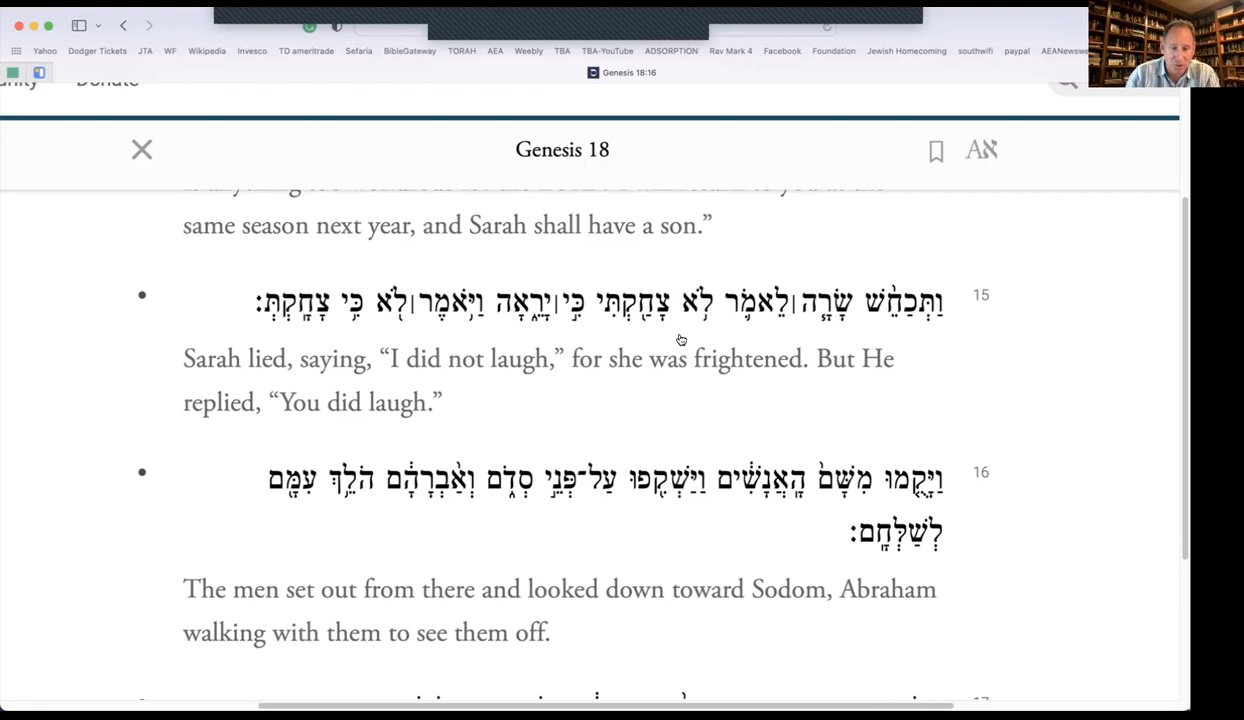 Yahoo Dodger Tickets JTA WF Wikipedia Invesco TD ameritrade Sefaria BibleGateway TORAH AEA Weebly TBA TBA-YouTube ADSORPTION Rav Mark 4 Facebook Foundation Jewish Homecoming southwifi paypal AEANewswe
Genesis 18:16
Donate
Genesis 18
Aא
same season next year, and Sarah shall have a son.”
15
וַתְּכַחֵ֨שׁ שָׂרָ֧ה ׀ לֵאמֹ֛ר לֹ֥א צָחַ֖קְתִּי כִּ֣י ׀ יָרֵ֑אָה וַיֹּ֥אמֶר ׀ לֹ֖א כִּ֥י צָחָֽקְתְּ׃
Sarah lied, saying, “I did not laugh,” for she was frightened. But He
replied, “You did laugh.”
16
וַיָּקֻ֤מוּ מִשָּׁם֙ הָֽאֲנָשִׁ֔ים וַיַּשְׁקִ֖פוּ עַל־פְּנֵ֣י סְדֹ֑ם וְאַ֨בְרָהָ֔ם הֹלֵ֥ךְ עִמָּ֖ם
לְשַׁלְּחָֽם׃
The men set out from there and looked down toward Sodom, Abraham
walking with them to see them off.